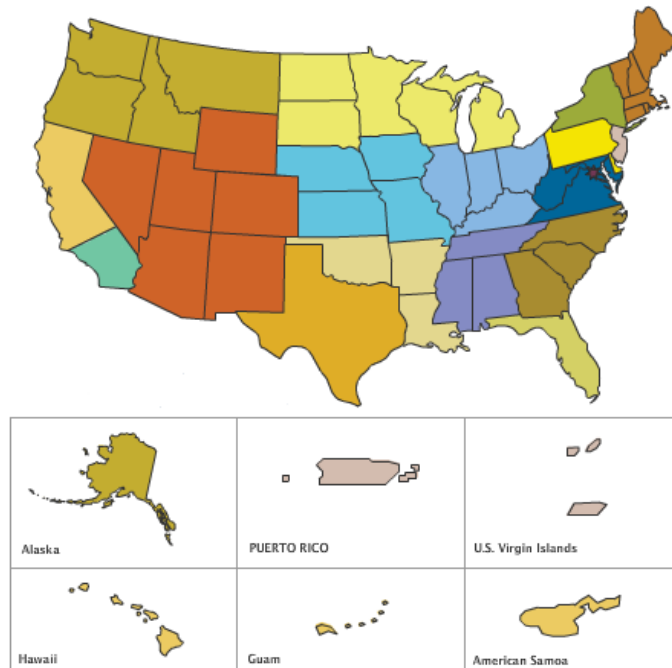 Alaska
PUERTO RICO
U.S. Virgin Islands
Hawaii
Guam
American Samoa